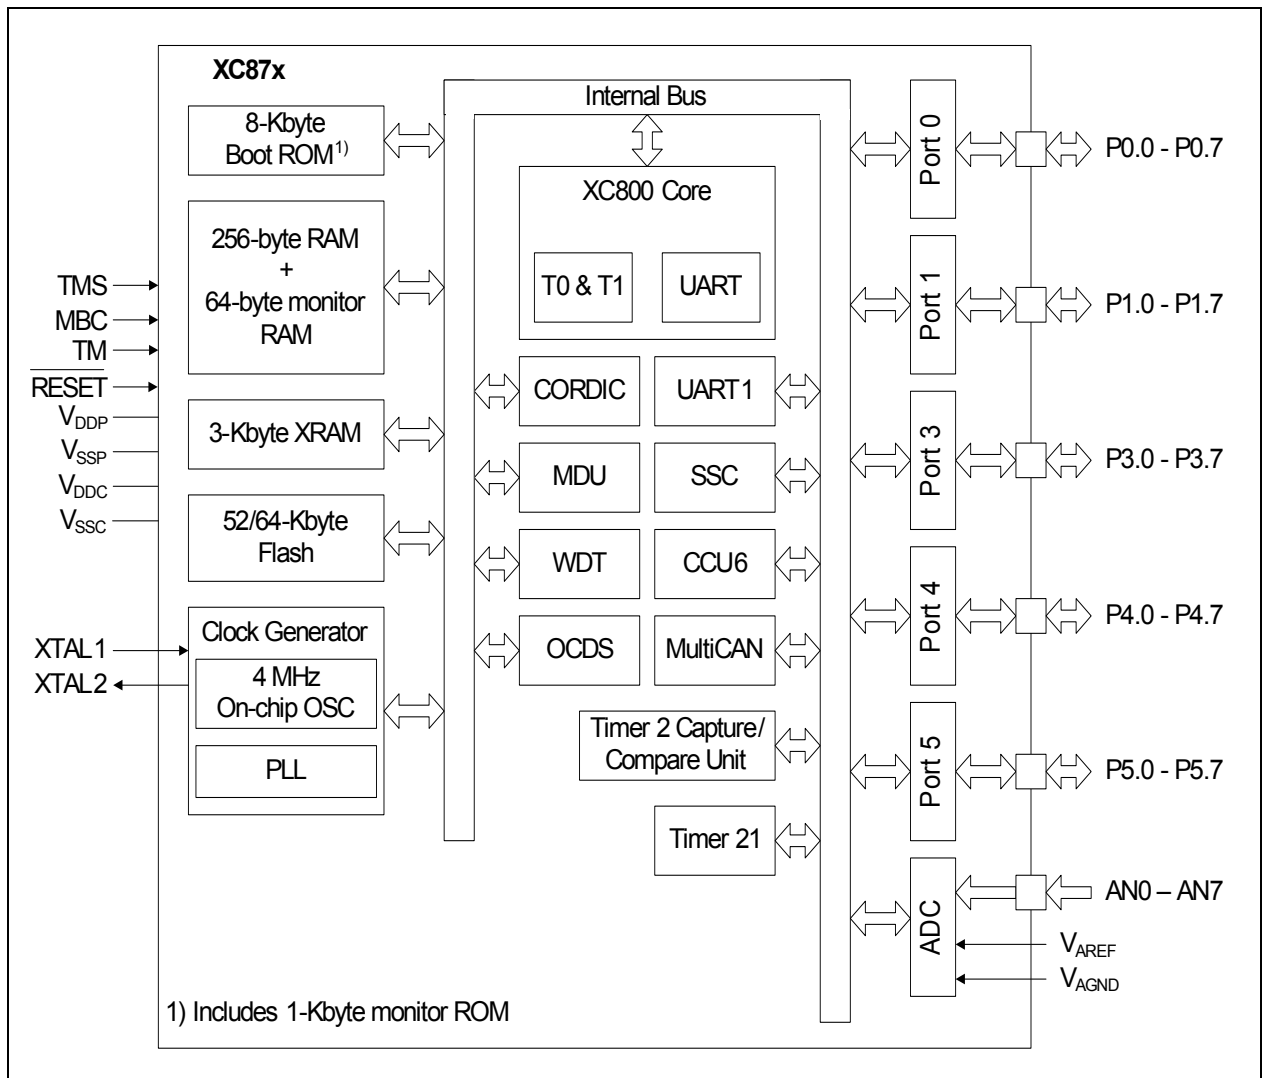 XC87x
Internal Bus
8-Kbyte
Boot ROM1)
256-byte RAM
+
64-byte monitor
RAM
3-Kbyte XRAM
52/64-Kbyte
Flash
Clock Generator
4 MHz
On-chip OSC
PLL
TMS
MBC
TM
RESET
VDDP
VSSP
VDDC
VSSC
XTAL1
XTAL2
XC800 Core
T0 & T1
UART
CORDIC
UART1
MDU
SSC
WDT
CCU6
OCDS
MultiCAN
Timer 2 Capture/
Compare Unit
Timer 21
Port 0
P0.0 - P0.7
Port 1
P1.0 - P1.7
Port 3
P3.0 - P3.7
Port 4
P4.0 - P4.7
Port 5
P5.0 - P5.7
ADC
AN0 – AN7
VAREF
VAGND
1) Includes 1-Kbyte monitor ROM